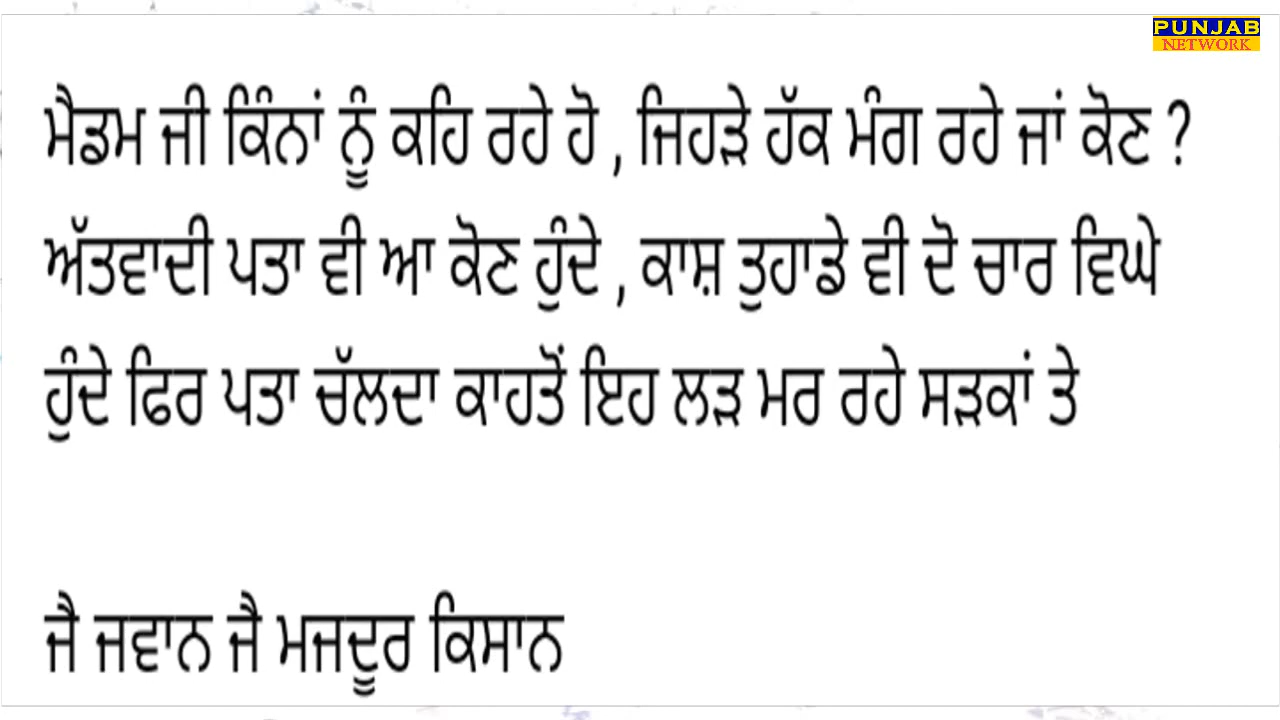 PUNJAB
NETWORK
ਮੈਡਮ ਜੀ ਕਿੰਨਾਂ ਨੂੰ ਕਹਿ ਰਹੇ ਹੋ , ਜਿਹੜੇ ਹੱਕ ਮੰਗ ਰਹੇ ਜਾਂ ਕੋਣ ?
ਅੱਤਵਾਦੀ ਪਤਾ ਵੀ ਆ ਕੋਣ ਹੁੰਦੇ , ਕਾਸ਼ ਤੁਹਾਡੇ ਵੀ ਦੋ ਚਾਰ ਵਿਘੇ
ਹੁੰਦੇ ਫਿਰ ਪਤਾ ਚੱਲਦਾ ਕਾਹਤੋਂ ਇਹ ਲੜ ਮਰ ਰਹੇ ਸੜਕਾਂ ਤੇ
ਜੈ ਜਵਾਨ ਜੈ ਮਜਦੂਰ ਕਿਸਾਨ